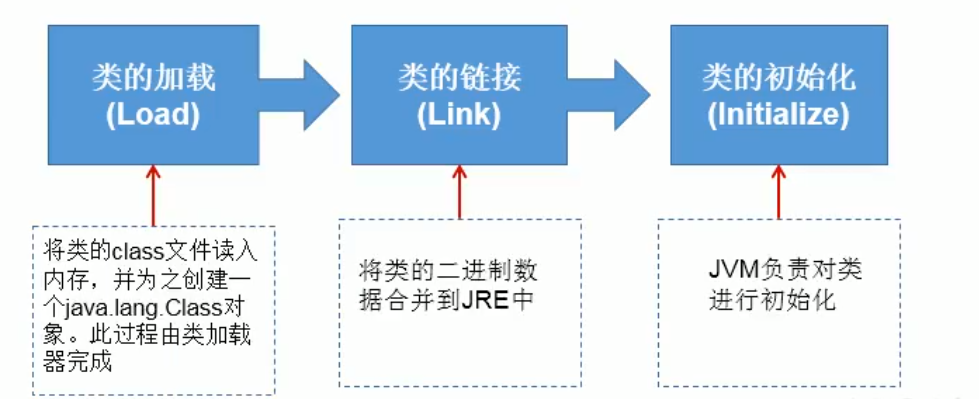 类的加载
(Load)
类的链接
(Link)
类的初始化
(Initialize)
将类的class文件读入
内存，并为之创建一
个java.lang.Class对
象。此过程由类加载
器完成
将类的二进制数
据合并到JRE中
JVM负责对类
进行初始化